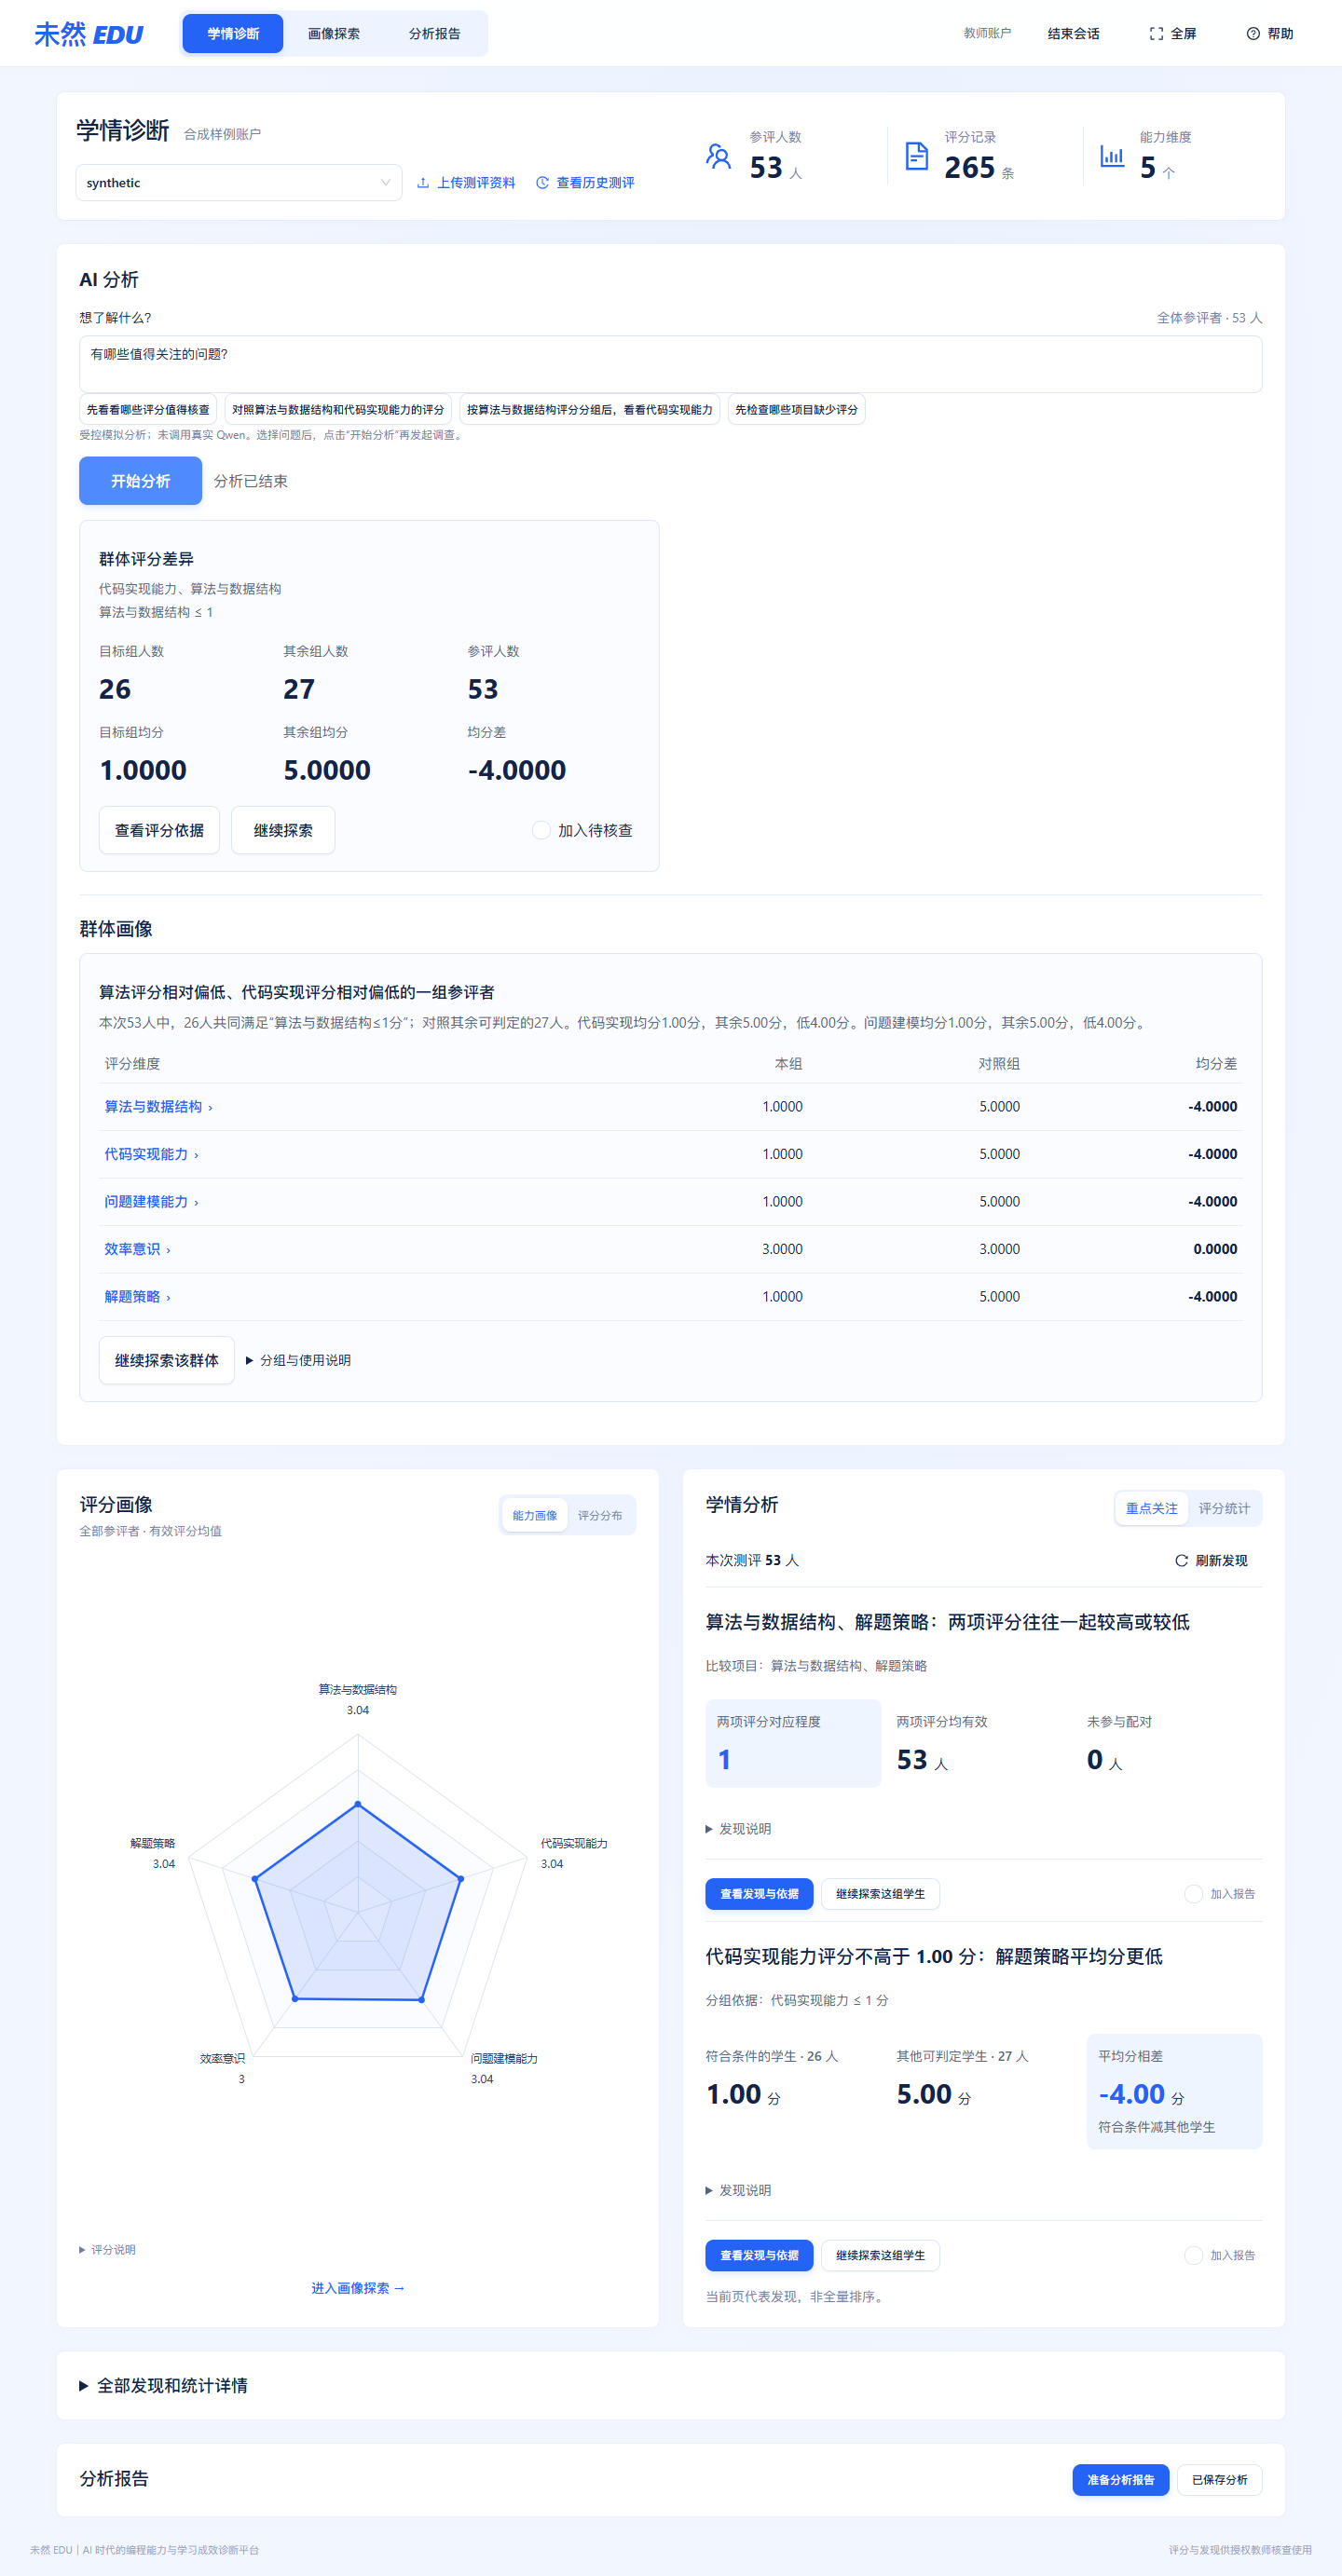 未然 EDU 学情诊断 画像探索 分析报告 教师账户 结束会话 全屏 帮助
学情诊断 合成样例账户
synthetic 上传测评资料 查看历史测评
参评人数 评分记录 能力维度
53 人 265 条 5 个
AI 分析
想了解什么? 全体参评者 · 53 人
有哪些值得关注的问题?
先看看哪些评分值得核查 对照算法与数据结构和代码实现能力的评分 按算法与数据结构评分分组后，看看代码实现能力 先检查哪些项目缺少评分
受控模拟分析；未调用真实 Qwen。选择问题后，点击“开始分析”再发起调查。
开始分析 分析已结束
群体评分差异
代码实现能力、算法与数据结构
算法与数据结构 ≤ 1
目标组人数 其余组人数 参评人数
26 27 53
目标组均分 其余组均分 均分差
1.0000 5.0000 -4.0000
查看评分依据 继续探索 加入待核查
群体画像
算法评分相对偏低、代码实现评分相对偏低的一组参评者
本次53人中，26人共同满足“算法与数据结构≤1分”；对照其余可判定的27人。代码实现均分1.00分，其余5.00分，低4.00分。问题建模均分1.00分，其余5.00分，低4.00分。
评分维度 本组 对照组 均分差
算法与数据结构 › 1.0000 5.0000 -4.0000
代码实现能力 › 1.0000 5.0000 -4.0000
问题建模能力 › 1.0000 5.0000 -4.0000
效率意识 › 3.0000 3.0000 0.0000
解题策略 › 1.0000 5.0000 -4.0000
继续探索该群体 ▶ 分组与使用说明
评分画像 能力画像 评分分布
全部参评者 · 有效评分均值
算法与数据结构
3.04
解题策略
3.04
代码实现能力
3.04
效率意识
3
问题建模能力
3.04
▶ 评分说明
进入画像探索 →
学情分析 重点关注 评分统计
本次测评 53 人 刷新发现
算法与数据结构、解题策略：两项评分往往一起较高或较低
比较项目：算法与数据结构、解题策略
两项评分对应程度 两项评分均有效 未参与配对
1 53 人 0 人
▶ 发现说明
查看发现与依据 继续探索这组学生 加入报告
代码实现能力评分不高于 1.00 分：解题策略平均分更低
分组依据：代码实现能力 ≤ 1 分
符合条件的学生 · 26 人 其他可判定学生 · 27 人 平均分相差
1.00 分 5.00 分 -4.00 分
符合条件减其他学生
▶ 发现说明
查看发现与依据 继续探索这组学生 加入报告
当前页代表发现，非全量排序。
▶ 全部发现和统计详情
分析报告 准备分析报告 已保存分析
未然 EDU | AI 时代的编程能力与学习成效诊断平台 评分与发现供授权教师核查使用